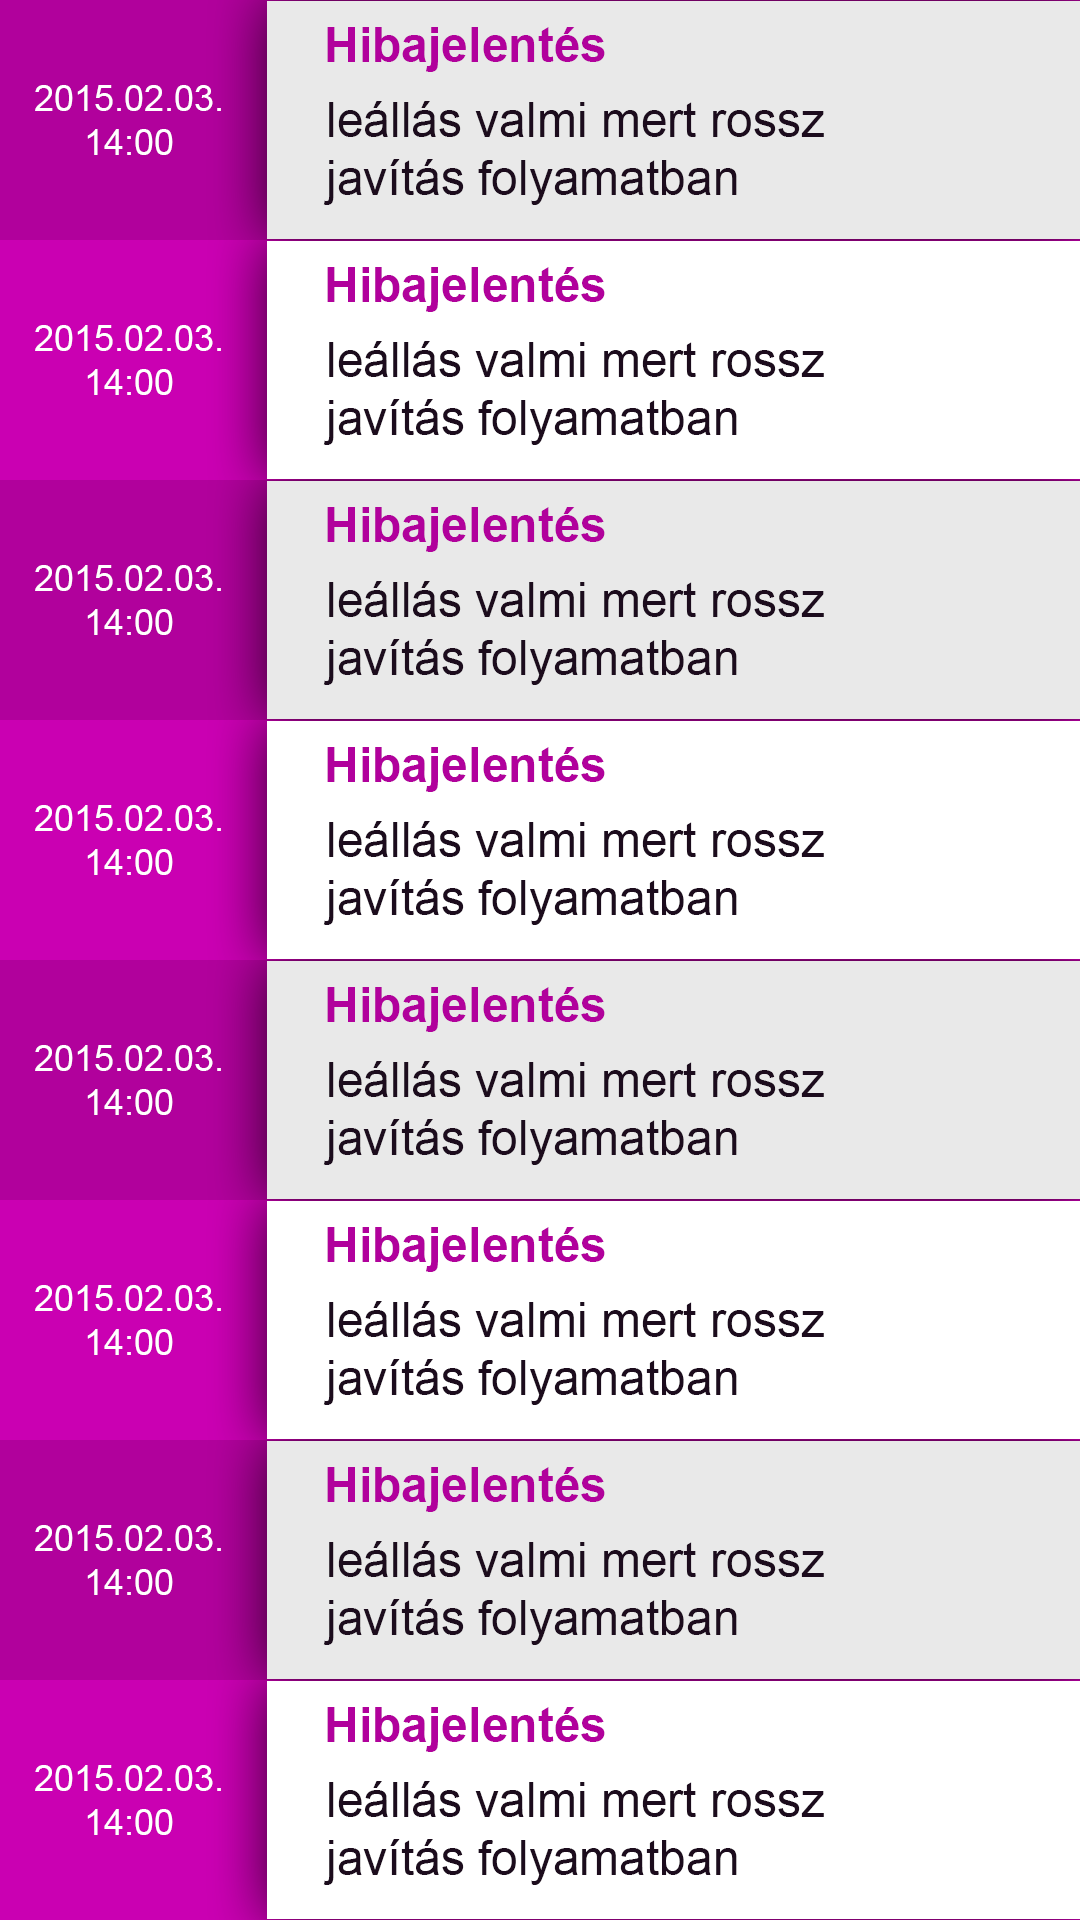 2015.02.03.
14:00
Hibajelentés
leállás valmi mert rossz
javítás folyamatban
2015.02.03.
14:00
Hibajelentés
leállás valmi mert rossz
javítás folyamatban
2015.02.03.
14:00
Hibajelentés
leállás valmi mert rossz
javítás folyamatban
2015.02.03.
14:00
Hibajelentés
leállás valmi mert rossz
javítás folyamatban
2015.02.03.
14:00
Hibajelentés
leállás valmi mert rossz
javítás folyamatban
2015.02.03.
14:00
Hibajelentés
leállás valmi mert rossz
javítás folyamatban
2015.02.03.
14:00
Hibajelentés
leállás valmi mert rossz
javítás folyamatban
2015.02.03.
14:00
Hibajelentés
leállás valmi mert rossz
javítás folyamatban